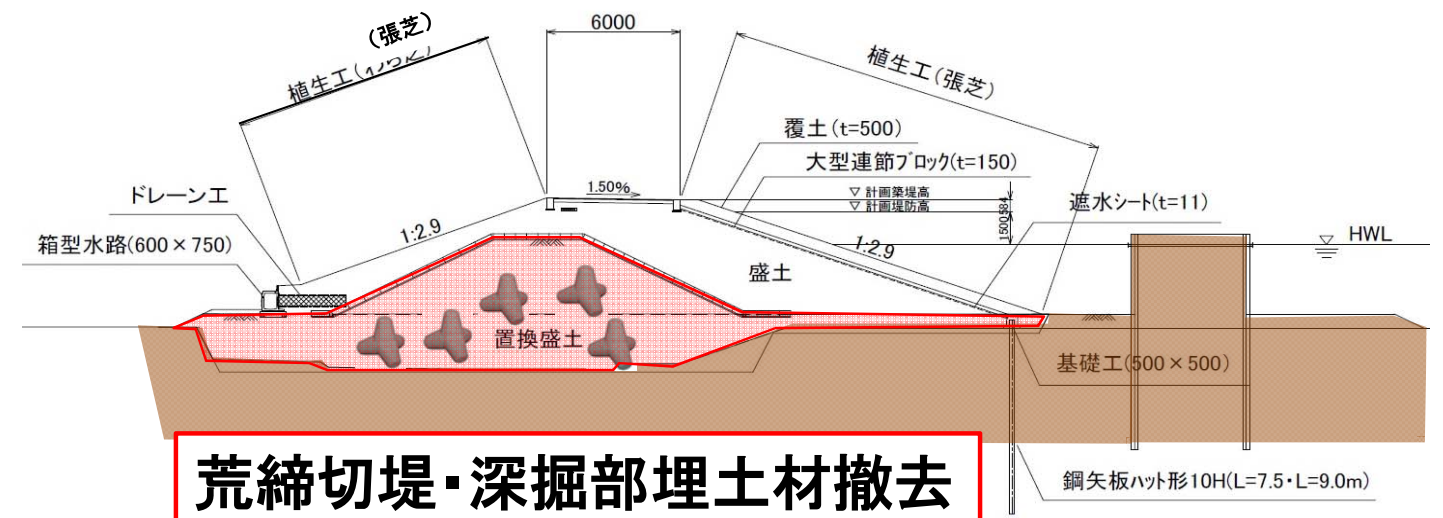 (張芝)
植生工(わら芝)
6000
植生工(張芝)
覆土(t=500)
大型連節ブロック(t=150)
ドレーン工
1.50%
▽ 計画築堤高
▽ 計画堤防高
584
1500
遮水シート(t=11)
箱型水路(600×750)
1:2.9
1:2.9
▽ HWL
盛土
置換盛土
基礎工(500×500)
荒締切堤・深掘部埋土材撤去
鋼矢板ハット形10H(L=7.5・L=9.0m)